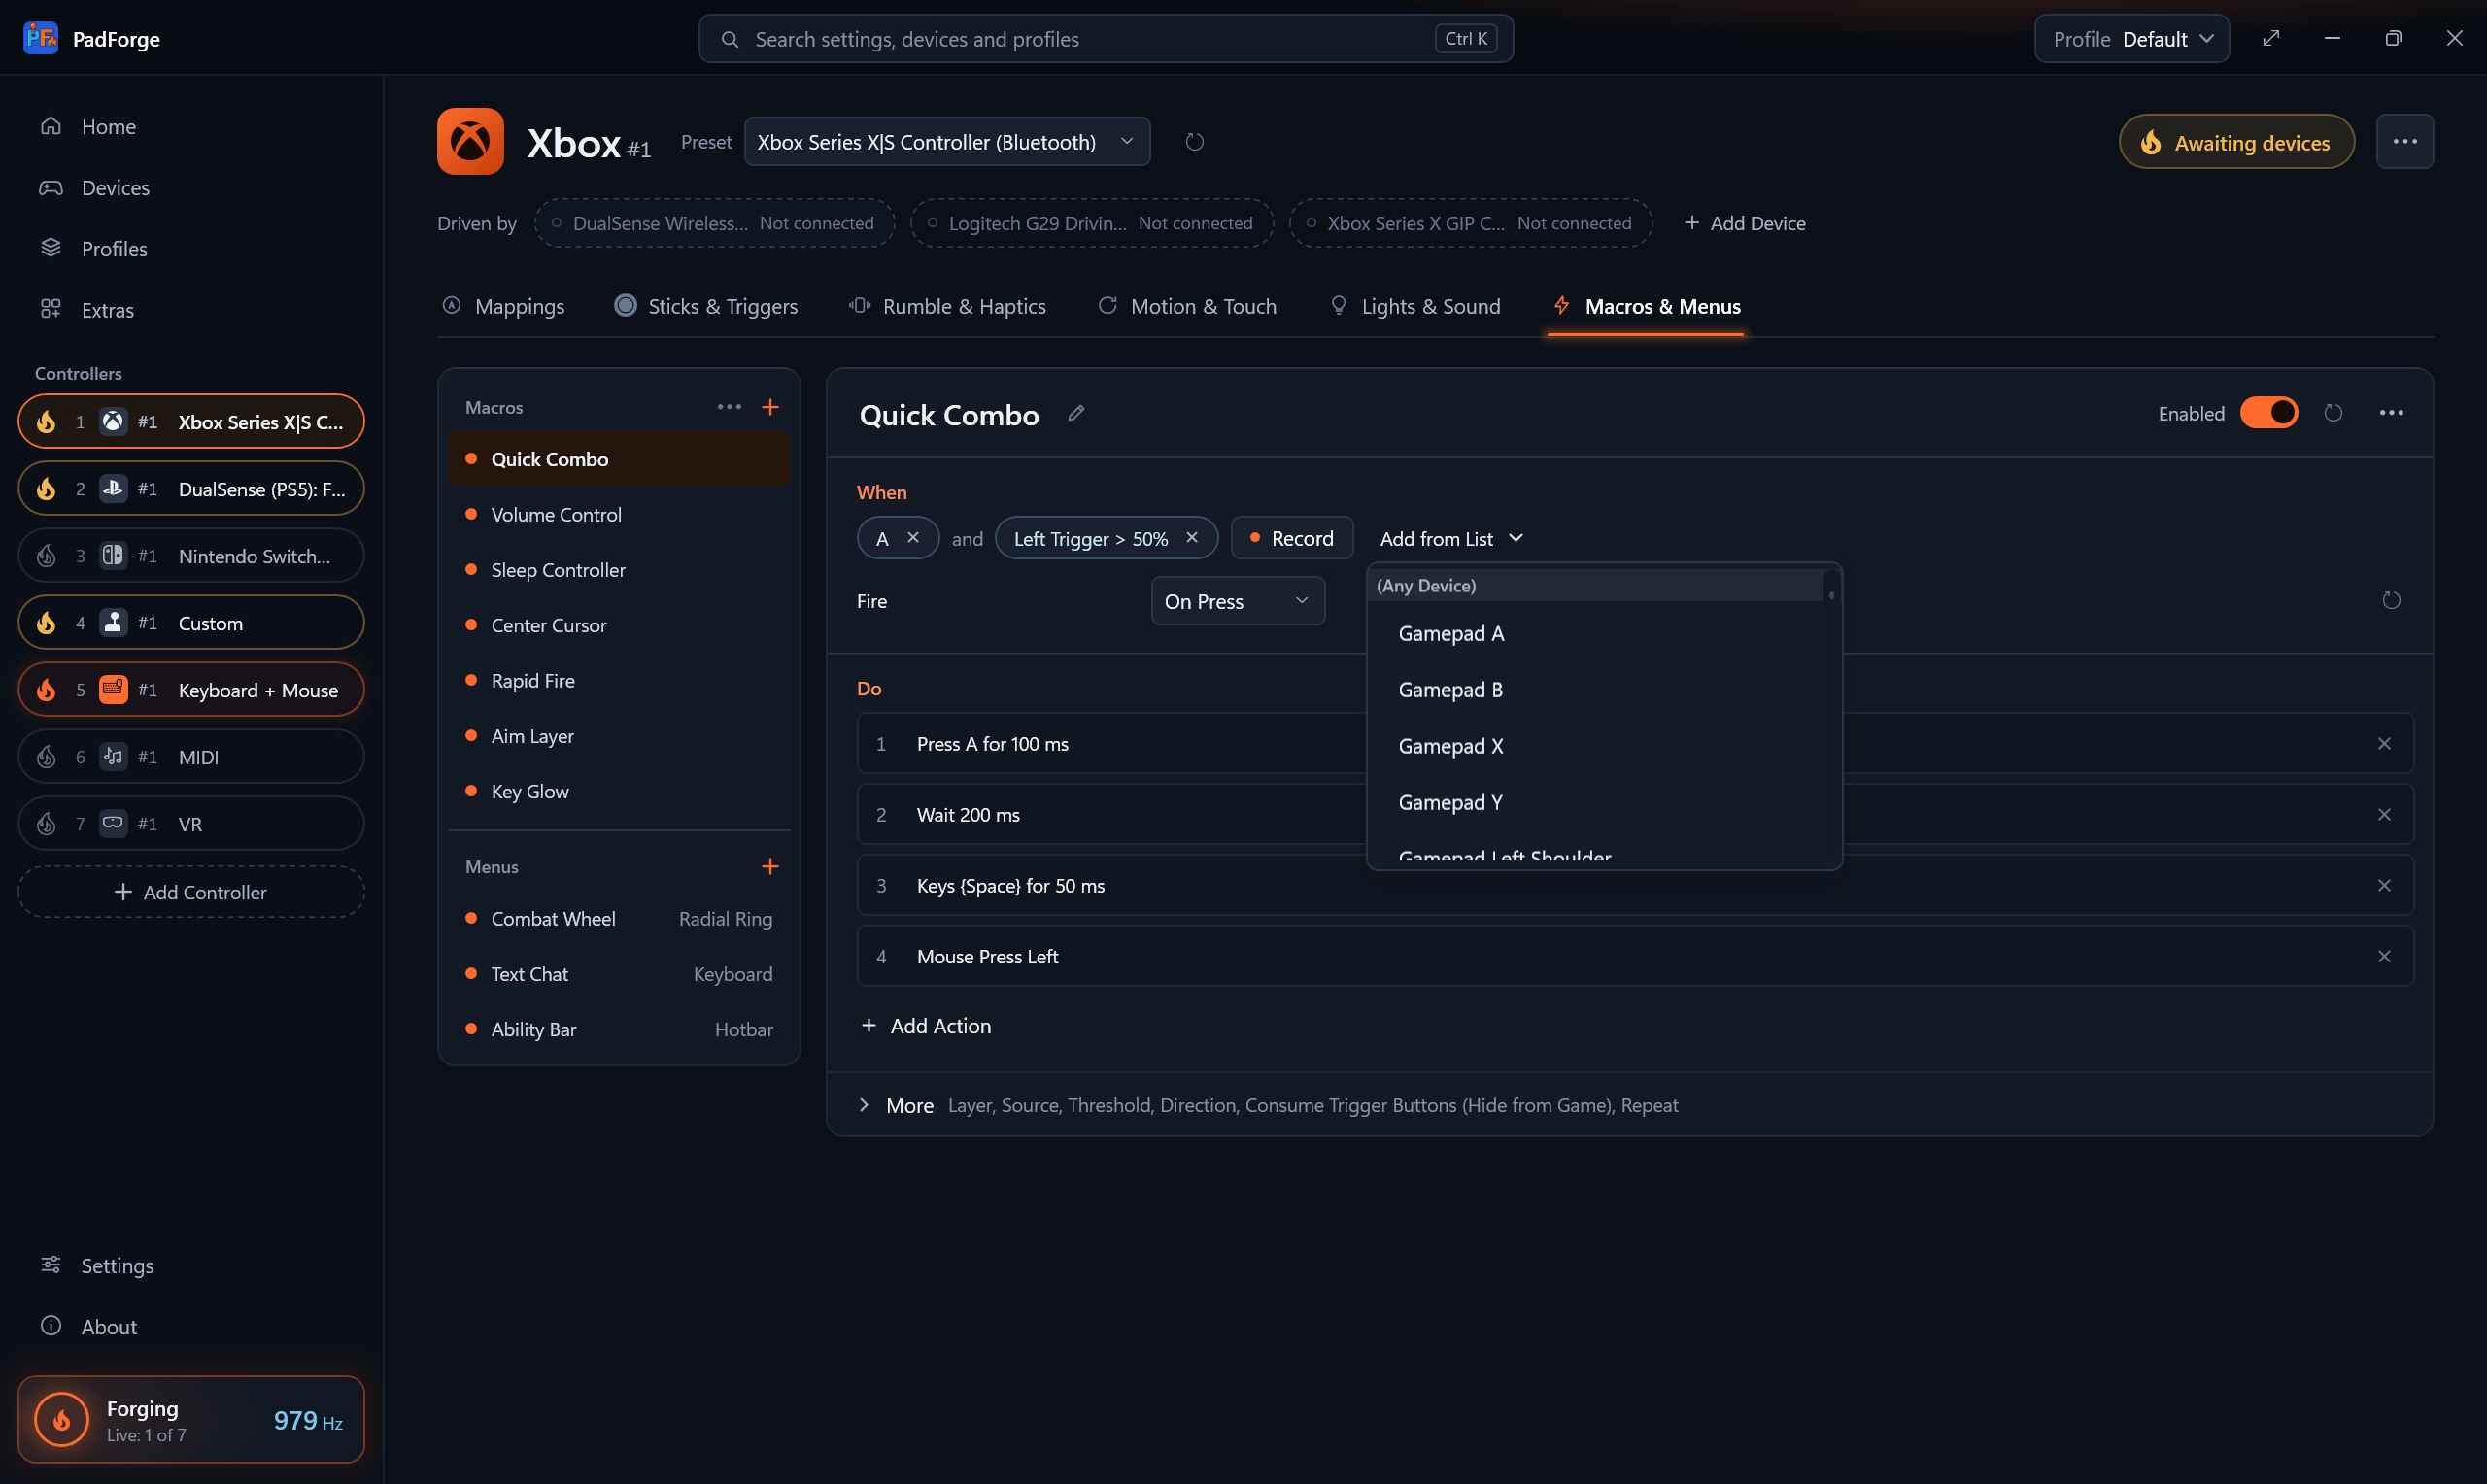 PadForge
Search settings, devices and profiles
Ctrl K
Profile Default
Home
Devices
Profiles
Extras
Controllers
1 #1 Xbox Series X|S C...
2 #1 DualSense (PS5): F...
3 #1 Nintendo Switch...
4 #1 Custom
5 #1 Keyboard + Mouse
6 #1 MIDI
7 #1 VR
+ Add Controller
Settings
About
Forging
Live: 1 of 7
979 Hz
Xbox #1
Preset
Xbox Series X|S Controller (Bluetooth)
Awaiting devices
Driven by
DualSense Wireless... Not connected
Logitech G29 Drivin... Not connected
Xbox Series X GIP C... Not connected
+ Add Device
Mappings
Sticks & Triggers
Rumble & Haptics
Motion & Touch
Lights & Sound
Macros & Menus
Macros
Quick Combo
Volume Control
Sleep Controller
Center Cursor
Rapid Fire
Aim Layer
Key Glow
Menus
Combat Wheel Radial Ring
Text Chat Keyboard
Ability Bar Hotbar
Quick Combo
Enabled
When
A and Left Trigger > 50% Record Add from List
Fire On Press
(Any Device)
Gamepad A
Gamepad B
Gamepad X
Gamepad Y
Gamepad Left Shoulder
Do
1 Press A for 100 ms
2 Wait 200 ms
3 Keys {Space} for 50 ms
4 Mouse Press Left
+ Add Action
More Layer, Source, Threshold, Direction, Consume Trigger Buttons (Hide from Game), Repeat